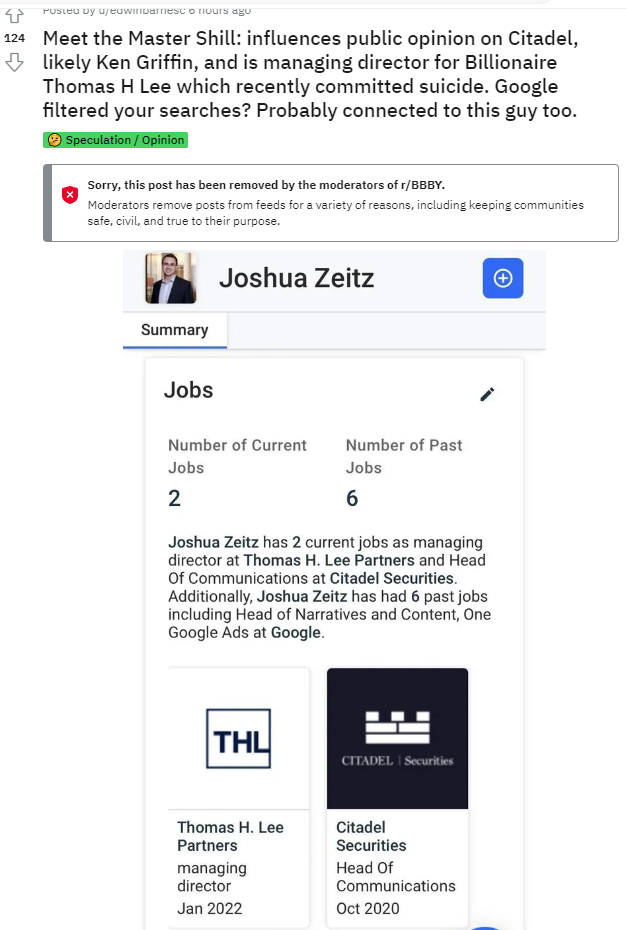 Posted by u/edwinbarnesc 6 hours ago
124
Meet the Master Shill: influences public opinion on Citadel,
likely Ken Griffin, and is managing director for Billionaire
Thomas H Lee which recently committed suicide. Google
filtered your searches? Probably connected to this guy too.
Speculation / Opinion
Sorry, this post has been removed by the moderators of r/BBBY.
Moderators remove posts from feeds for a variety of reasons, including keeping communities
safe, civil, and true to their purpose.
Joshua Zeitz
Summary
Jobs
Number of Current
Jobs
2
Number of Past
Jobs
6
Joshua Zeitz has 2 current jobs as managing
director at Thomas H. Lee Partners and Head
Of Communications at Citadel Securities.
Additionally, Joshua Zeitz has had 6 past jobs
including Head of Narratives and Content, One
Google Ads at Google.
THL
Thomas H. Lee
Partners
managing
director
Jan 2022
CITADEL | Securities
Citadel
Securities
Head Of
Communications
Oct 2020